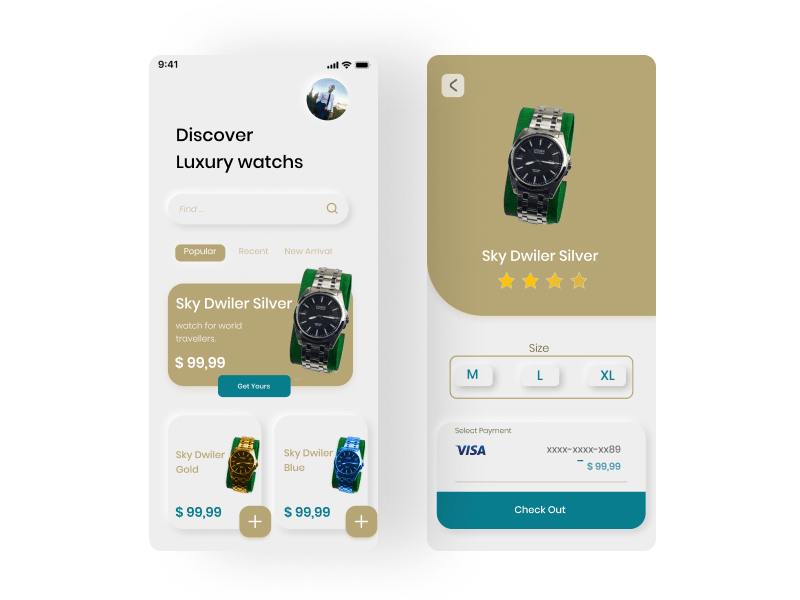 9:41
Discover
Luxury watchs
Find ...
Popular
Recent
New Arrival
Sky Dwiler Silver
watch for world
travellers.
$ 99,99
Get Yours
Sky Dwiler
Gold
$ 99,99
Sky Dwiler
Blue
$ 99,99
Sky Dwiler Silver
Size
M
L
XL
Select Payment
VISA
xxxx-xxxx-xx89
- $ 99,99
Check Out